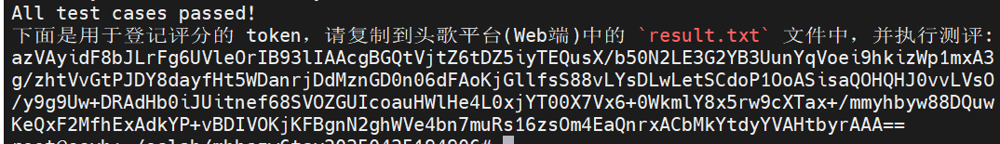 All test cases passed!
下面是用于登记评分的 token，请复制到头歌平台(Web端)中的 `result.txt` 文件中，并执行测评:
azVAyidF8bJLrFg6UVleOrIB93lIAAcgBGQtVjtZ6tDZ5iyTEQusX/b50N2LE3G2YB3UunYqVoei9hkizWp1mxA3
g/zhtVvGtPJDY8dayfHt5WDanrjDdMznGD0n06dFAoKjGllfsS88vLYsDLwLetSCdoP1OoASisaQOHQHJ0vvLVsO
/y9g9Uw+DRAdHb0iJUitnef68SVOZGUIcoauHWlHe4L0xjYT00X7Vx6+0WkmlY8x5rw9cXTax+/mmyhbyw88DQuw
KeQxF2MfhExAdkYP+vBDIVOKjKFBgnN2ghWVe4bn7muRs16zsOm4EaQnrxACbMkYtdyYVAHtbyrAAA==